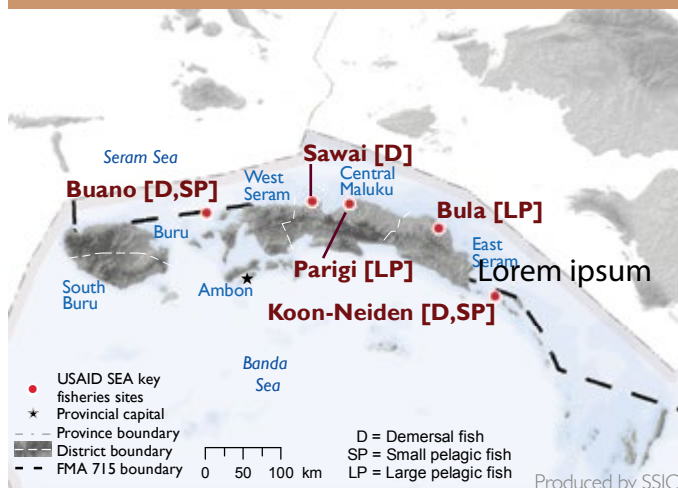 Seram Sea
Sawai [D]
Buano [D,SP]
West
Seram
Central
Maluku
Bula [LP]
Buru
East
Seram
Lorem ipsum
Parigi [LP]
South
Buru
Ambon
Koon-Neiden [D,SP]
Banda
Sea
USAID SEA key
fisheries sites
Provincial capital
Province boundary
District boundary
FMA 715 boundary
0 50 100 km
D = Demersal fish
SP = Small pelagic fish
LP = Large pelagic fish
Produced by SSIC